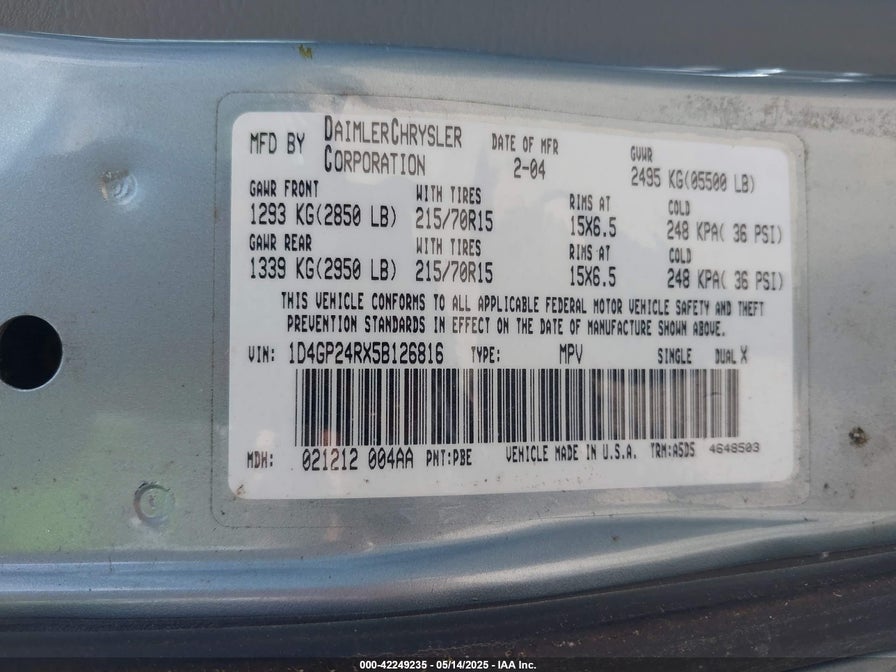 MFD BY DAIMLERCHRYSLER CORPORATION DATE OF MFR 2-04 GVWR 2495 KG(05500 LB)
GAWR FRONT WITH TIRES RIMS AT COLD
1293 KG(2850 LB) 215/70R15 15X6.5 248 KPA( 36 PSI)
GAWR REAR WITH TIRES RIMS AT COLD
1339 KG(2950 LB) 215/70R15 15X6.5 248 KPA( 36 PSI)
THIS VEHICLE CONFORMS TO ALL APPLICABLE FEDERAL MOTOR VEHICLE SAFETY AND THEFT
PREVENTION STANDARDS IN EFFECT ON THE DATE OF MANUFACTURE SHOWN ABOVE.
VIN: 1D4GP24RX5B126816 TYPE: MPV SINGLE DUAL X
MDH: 021212 004AA PNT:PBE VEHICLE MADE IN U.S.A. TRM:A5D5 4648503
000-42249235 - 05/14/2025 - IAA Inc.